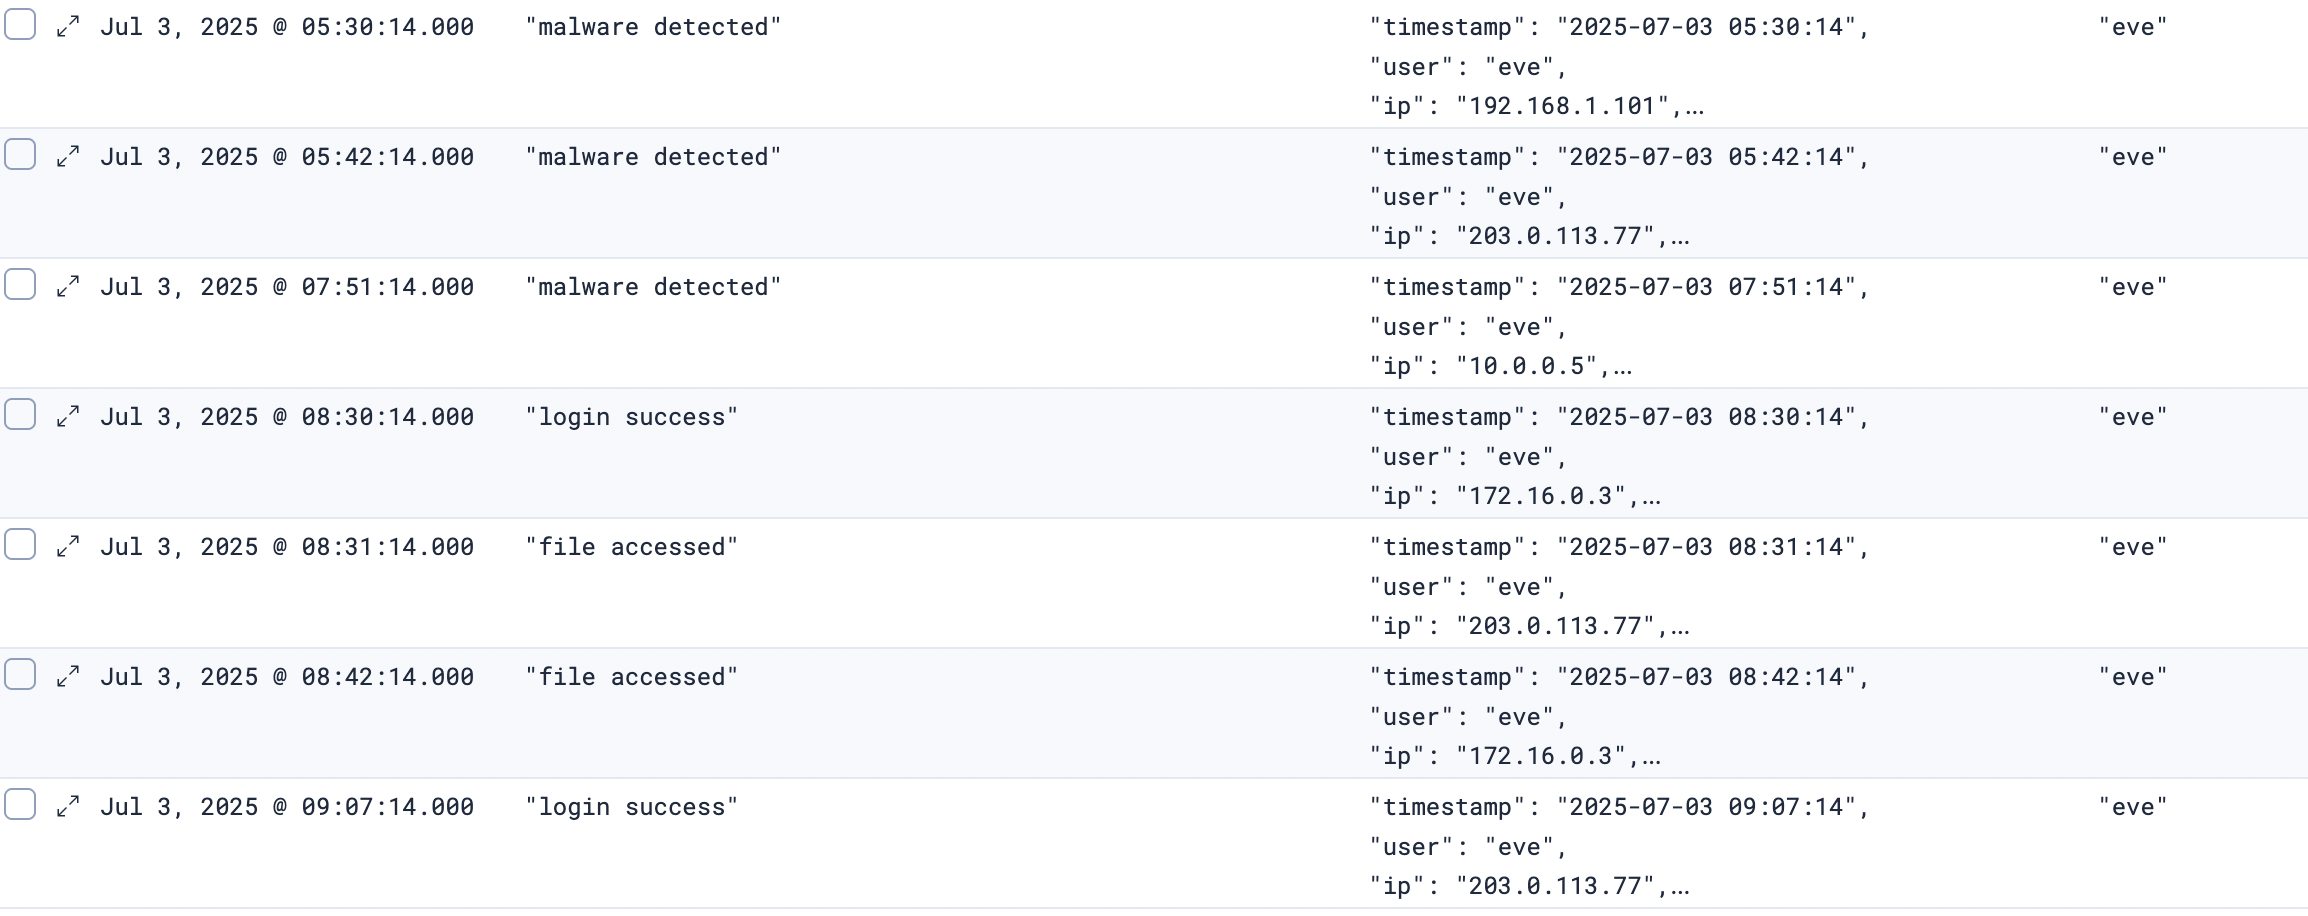 Jul 3, 2025 @ 05:30:14.000 "malware detected" "timestamp": "2025-07-03 05:30:14", "eve"
"user": "eve",
"ip": "192.168.1.101",…
Jul 3, 2025 @ 05:42:14.000 "malware detected" "timestamp": "2025-07-03 05:42:14", "eve"
"user": "eve",
"ip": "203.0.113.77",…
Jul 3, 2025 @ 07:51:14.000 "malware detected" "timestamp": "2025-07-03 07:51:14", "eve"
"user": "eve",
"ip": "10.0.0.5",…
Jul 3, 2025 @ 08:30:14.000 "login success" "timestamp": "2025-07-03 08:30:14", "eve"
"user": "eve",
"ip": "172.16.0.3",…
Jul 3, 2025 @ 08:31:14.000 "file accessed" "timestamp": "2025-07-03 08:31:14", "eve"
"user": "eve",
"ip": "203.0.113.77",…
Jul 3, 2025 @ 08:42:14.000 "file accessed" "timestamp": "2025-07-03 08:42:14", "eve"
"user": "eve",
"ip": "172.16.0.3",…
Jul 3, 2025 @ 09:07:14.000 "login success" "timestamp": "2025-07-03 09:07:14", "eve"
"user": "eve",
"ip": "203.0.113.77",…